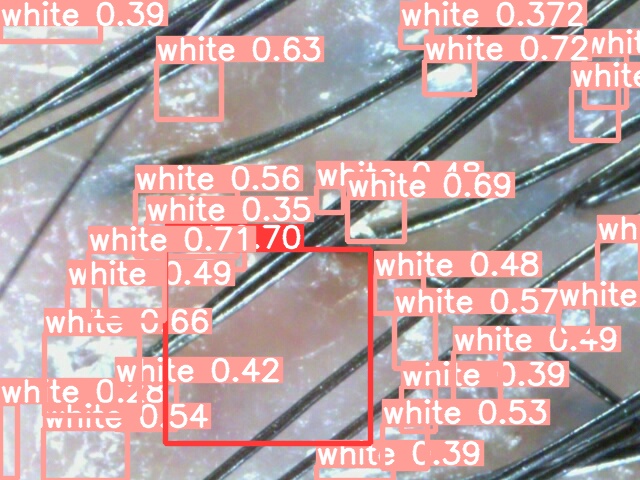 white 0.39
white 0.372
white 0.63
white 0.72
whit
white
white 0.56
white 0.48
white 0.69
white 0.35
white 0.71
.70
wh
white 0.49
white 0.48
white 0.57
white
white 0.66
white 0.49
white 0.42
white 0.39
white 0.28
white 0.54
white 0.53
white 0.39